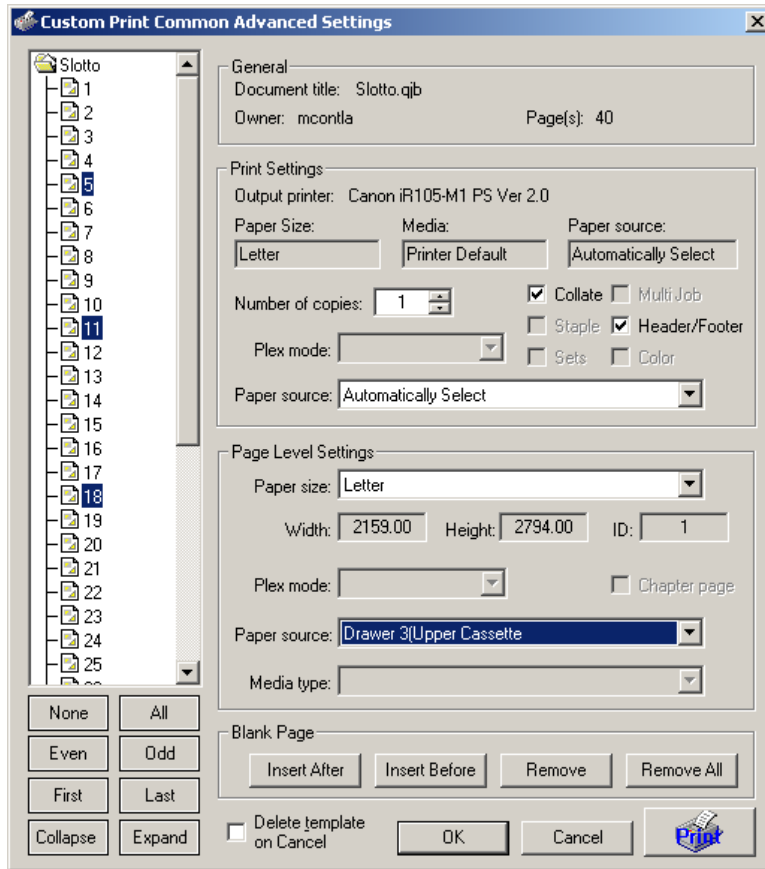 Custom Print Common Advanced Settings
Slotto
1
2
3
4
5
6
7
8
9
10
11
12
13
14
15
16
17
18
19
20
21
22
23
24
25
None All
Even Odd
First Last
Collapse Expand
General
Document title: Slotto.qjb
Owner: mcontla Page(s): 40
Print Settings
Output printer: Canon iR105-M1 PS Ver 2.0
Paper Size: Media: Paper source:
Letter Printer Default Automatically Select
Number of copies: 1 Collate Multi Job
Staple Header/Footer
Plex mode: Sets Color
Paper source: Automatically Select
Page Level Settings
Paper size: Letter
Width: 2159.00 Height: 2794.00 ID: 1
Plex mode: Chapter page
Paper source: Drawer 3(Upper Cassette
Media type:
Blank Page
Insert After Insert Before Remove Remove All
Delete template
on Cancel
OK Cancel Print